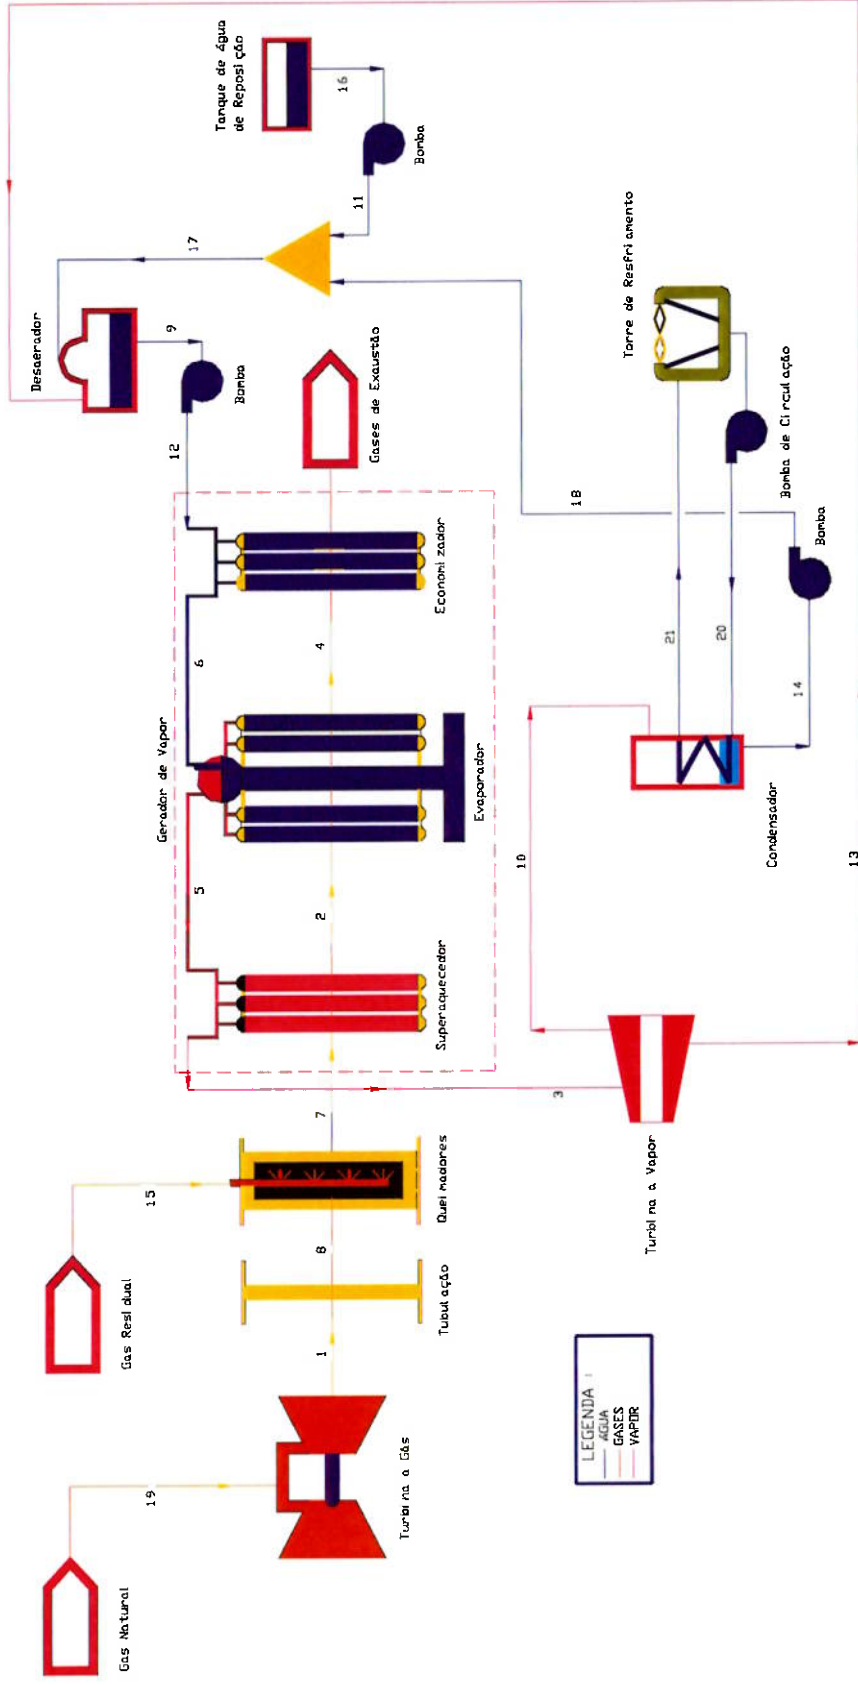 Tanque de água
de Reposição
16
Bomba
11
17
Desaerador
9
Bomba
12
Gases de Exaustão
Torre de Resfriamento
Bomba de Circulação
18
Bomba
Economizador
6
4
21
20
14
Gerador de Vapor
Evaporador
Condensador
10
13
5
2
Superaquecedor
3
7
Queimadores
Turbina a Vapor
15
8
Gas Residual
Tubulação
1
LEGENDA :
ÁGUA
GASES
VAPOR
19
Turbina a Gás
Gas Natural